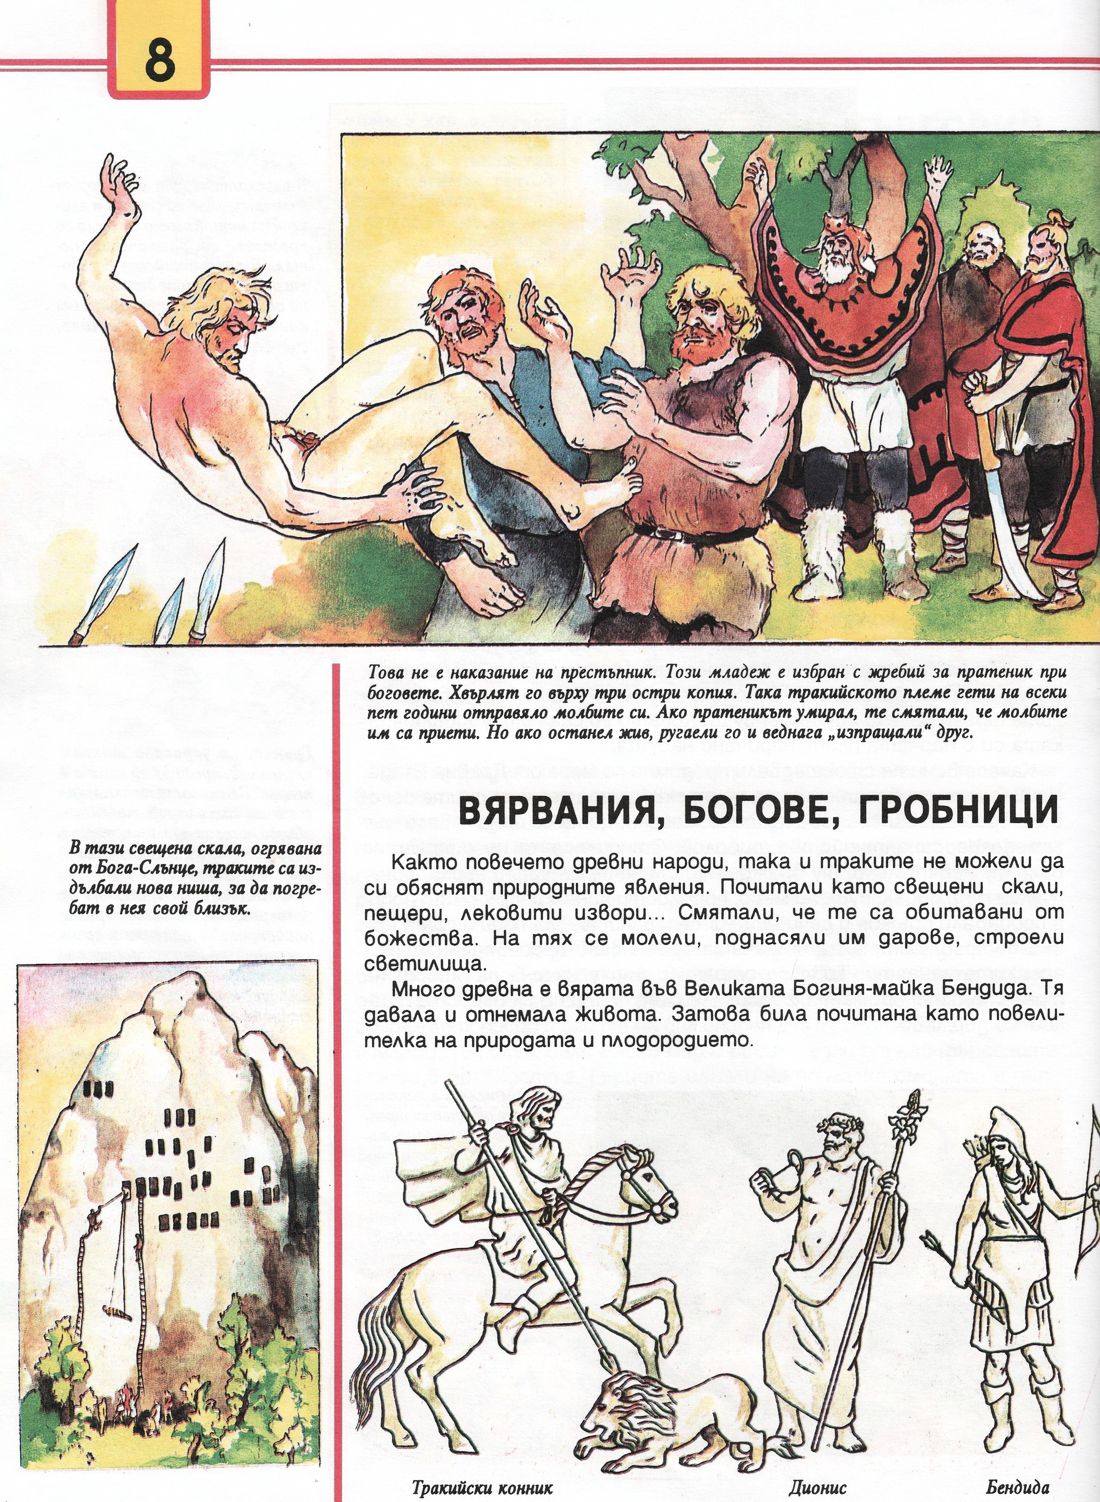 8
Това не е наказание на престъпник. Този младеж е избран с жребий за пратеник при
боговете. Хвърлят го върху три остри копия. Така тракийското племе гети на всеки
пет години отправяло молбите си. Ако пратеникът умирал, те смятали, че молбите
им са приети. Но ако останел жив, ругаели го и веднага „изпращали“ друг.
ВЯРВАНИЯ, БОГОВЕ, ГРОБНИЦИ
В тази свещена скала, огрявана
от Бога-Слънце, траките са из-
дълбали нова ниша, за да погре-
бат в нея свой близък.
Както повечето древни народи, така и траките не можели да
си обяснят природните явления. Почитали като свещени скали,
пещери, лековити извори... Смятали, че те са обитавани от
божества. На тях се молели, поднасяли им дарове, строели
светилища.
Много древна е вярата във Великата Богиня-майка Бендида. Тя
давала и отнемала живота. Затова била почитана като повели-
телка на природата и плодородието.
Тракийски конник
Дионис
Бендида